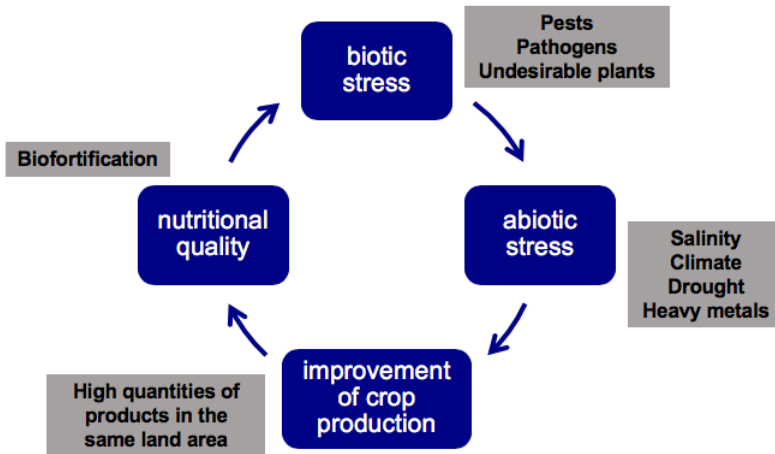 biotic
stress
Pests
Pathogens
Undesirable plants
abiotic
stress
Salinity
Climate
Drought
Heavy metals
improvement
of crop
production
High quantities of
products in the
same land area
nutritional
quality
Biofortification